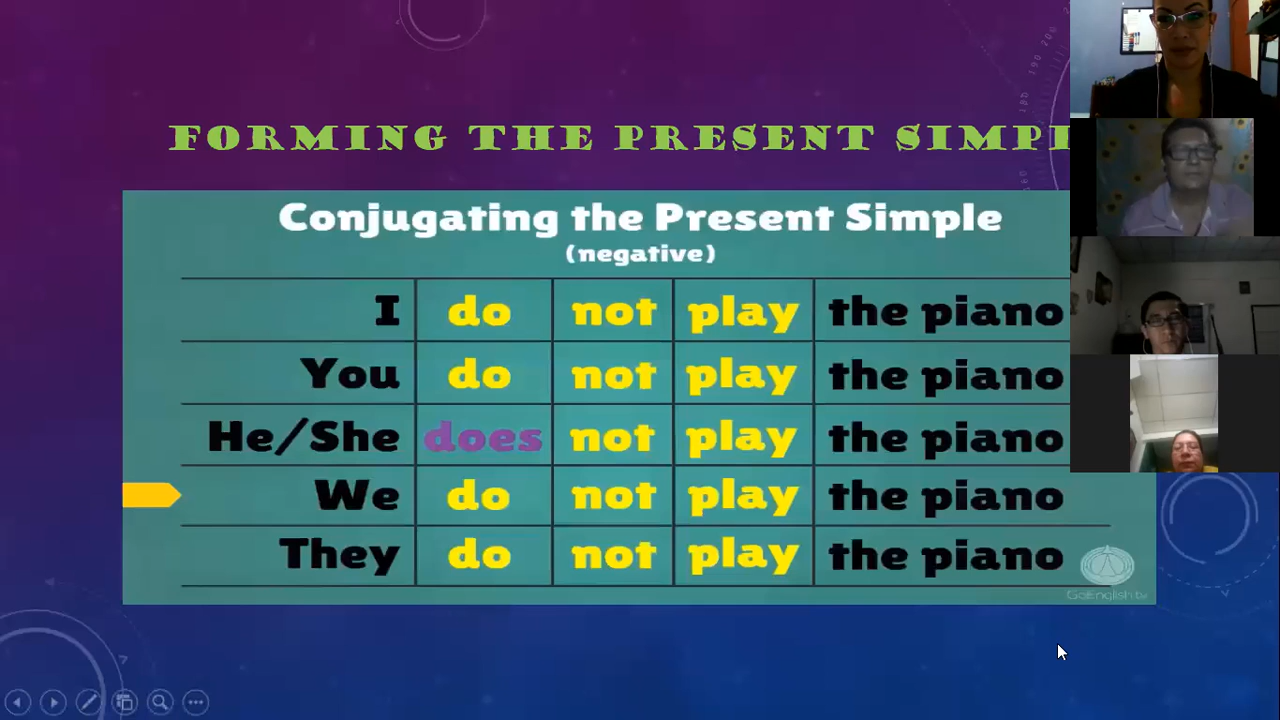 FORMING THE PRESENT SIMPL
Conjugating the Present Simple
(negative)
I do not play the piano
You do not play the piano
He/She does not play the piano
We do not play the piano
They do not play the piano
GoEnglish.tv